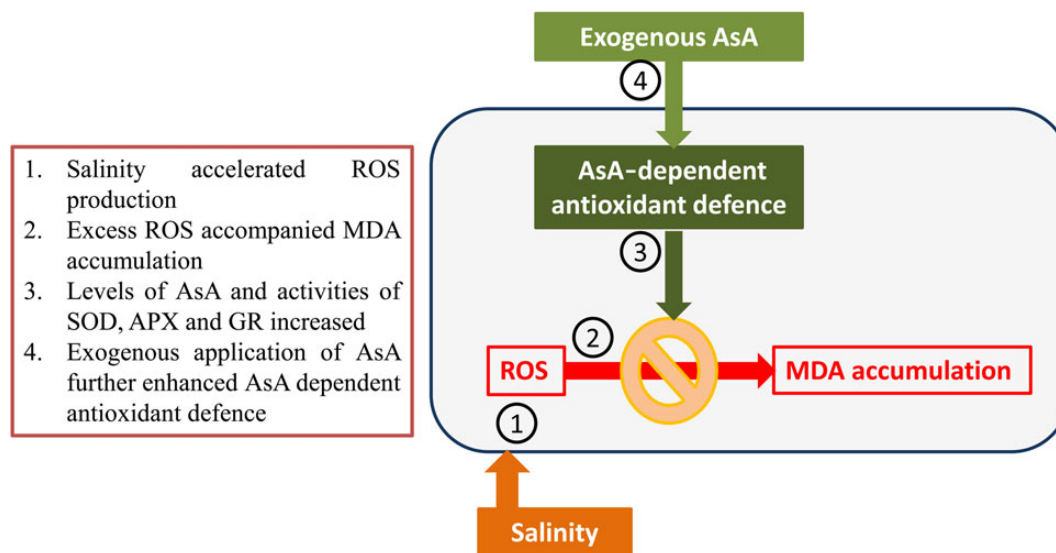 Exogenous AsA
4
1. Salinity accelerated ROS
production
2. Excess ROS accompanied MDA
accumulation
3. Levels of AsA and activities of
SOD, APX and GR increased
4. Exogenous application of AsA
further enhanced AsA dependent
antioxidant defence
AsA-dependent
antioxidant defence
3
2
ROS
MDA accumulation
1
Salinity